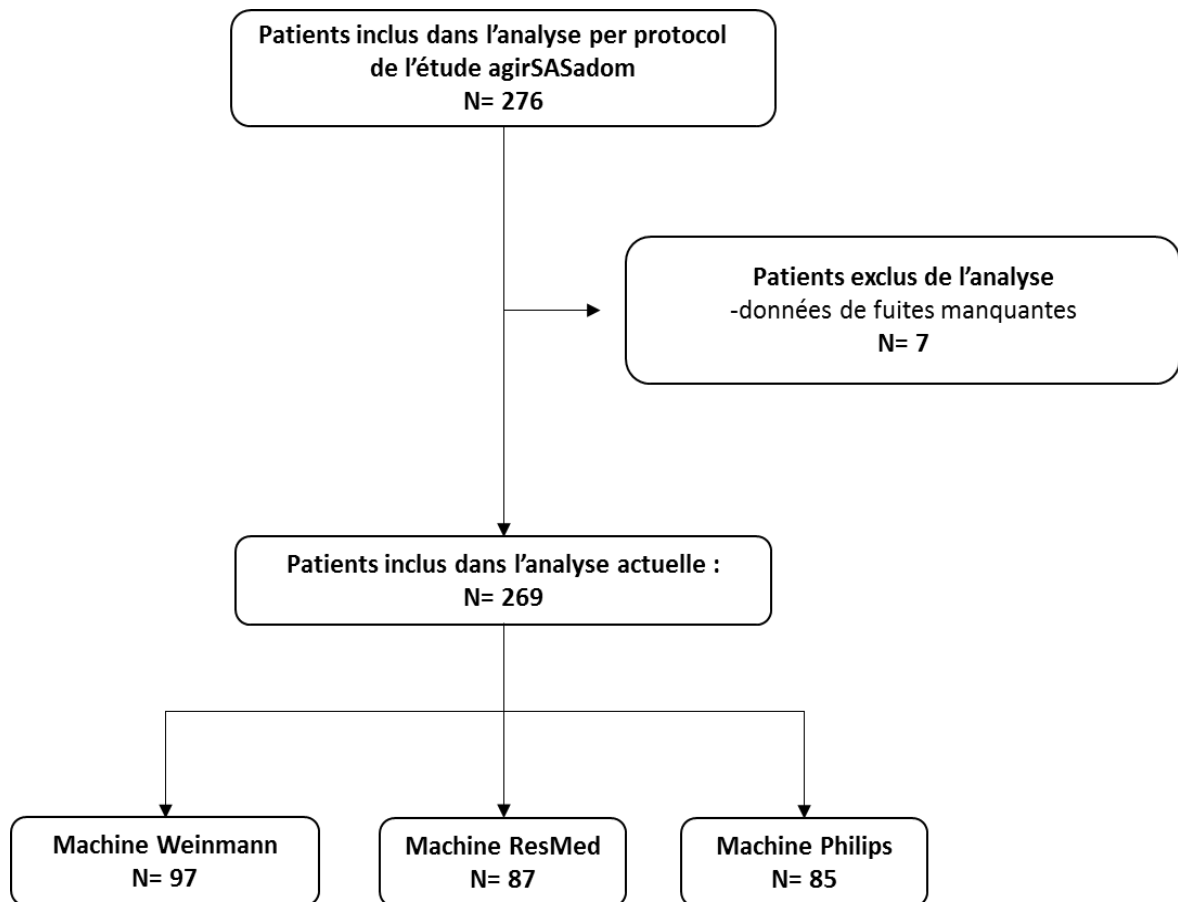 Patients inclus dans l’analyse per protocol
de l’étude agirSASadom
N= 276
Patients exclus de l’analyse
-données de fuites manquantes
N= 7
Patients inclus dans l’analyse actuelle :
N= 269
Machine Weinmann
N= 97
Machine ResMed
N= 87
Machine Philips
N= 85